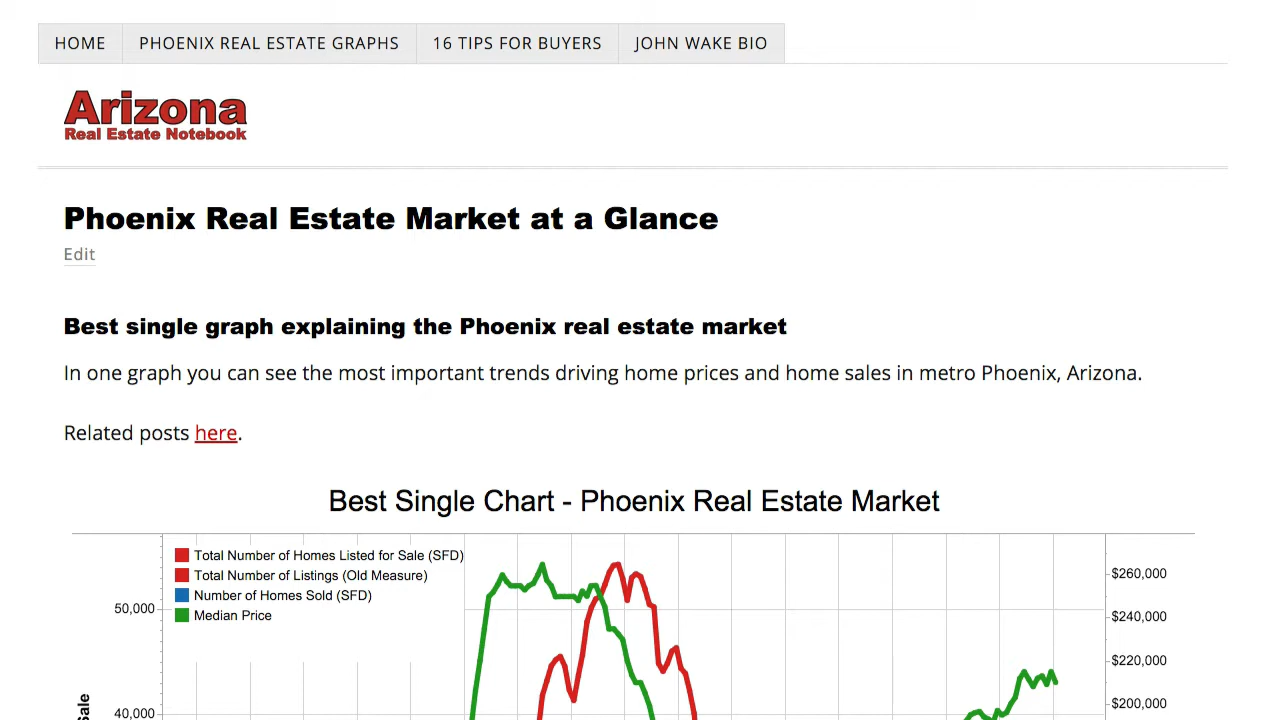 HOME PHOENIX REAL ESTATE GRAPHS 16 TIPS FOR BUYERS JOHN WAKE BIO
Arizona
Real Estate Notebook
Phoenix Real Estate Market at a Glance
Edit
Best single graph explaining the Phoenix real estate market
In one graph you can see the most important trends driving home prices and home sales in metro Phoenix, Arizona.
Related posts here.
Best Single Chart - Phoenix Real Estate Market
Total Number of Homes Listed for Sale (SFD)
Total Number of Listings (Old Measure)
Number of Homes Sold (SFD)
Median Price
50,000
40,000
$260,000
$240,000
$220,000
$200,000